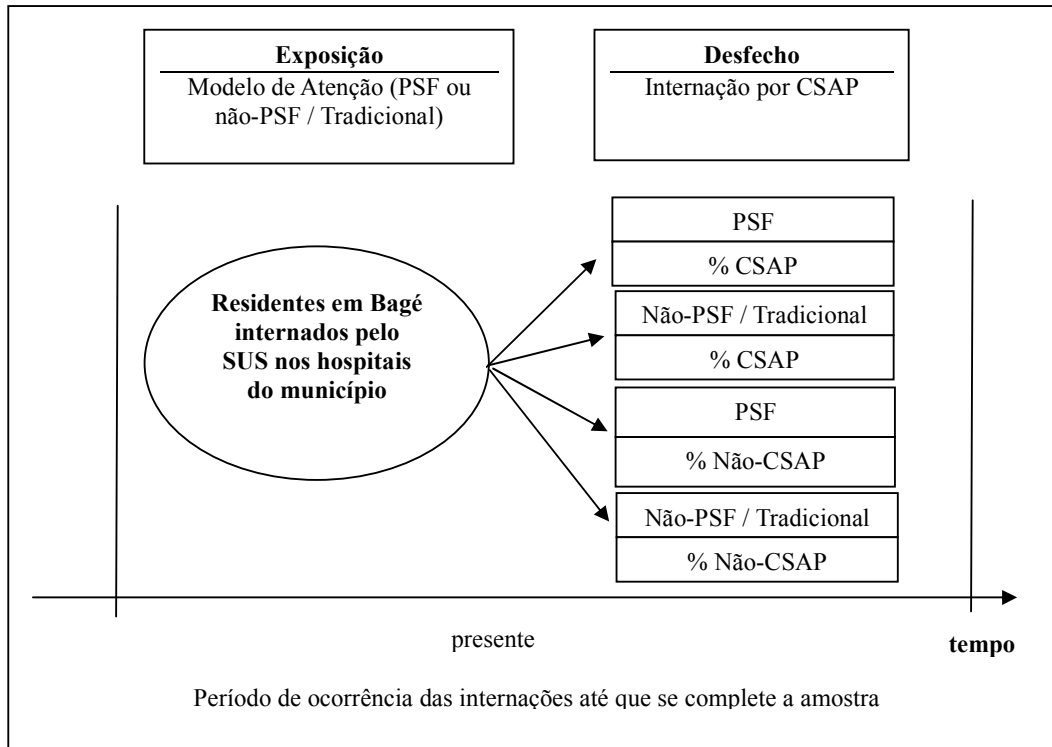 Exposição
Modelo de Atenção (PSF ou
não-PSF / Tradicional)
Desfecho
Internação por CSAP
Residentes em Bagé
internados pelo
SUS nos hospitais
do município
PSF
% CSAP
Não-PSF / Tradicional
% CSAP
PSF
% Não-CSAP
Não-PSF / Tradicional
% Não-CSAP
presente
tempo
Período de ocorrência das internações até que se complete a amostra